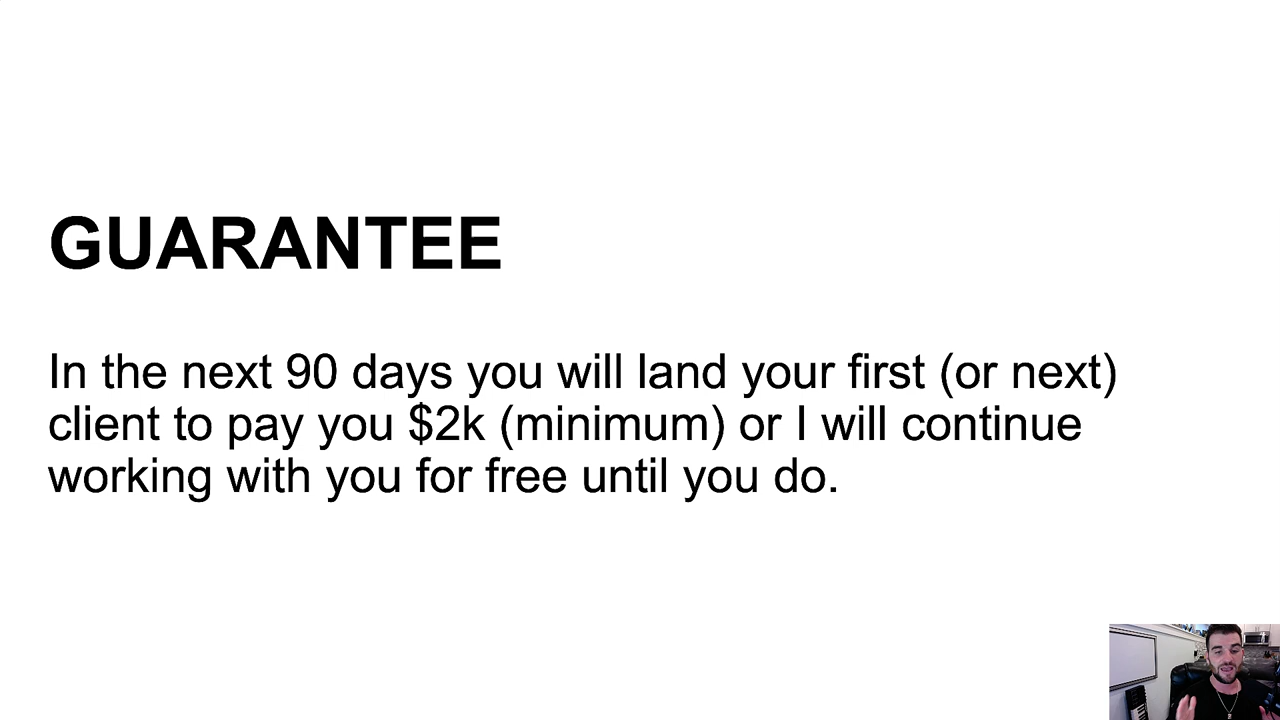 GUARANTEE
In the next 90 days you will land your first (or next)
client to pay you $2k (minimum) or I will continue
working with you for free until you do.